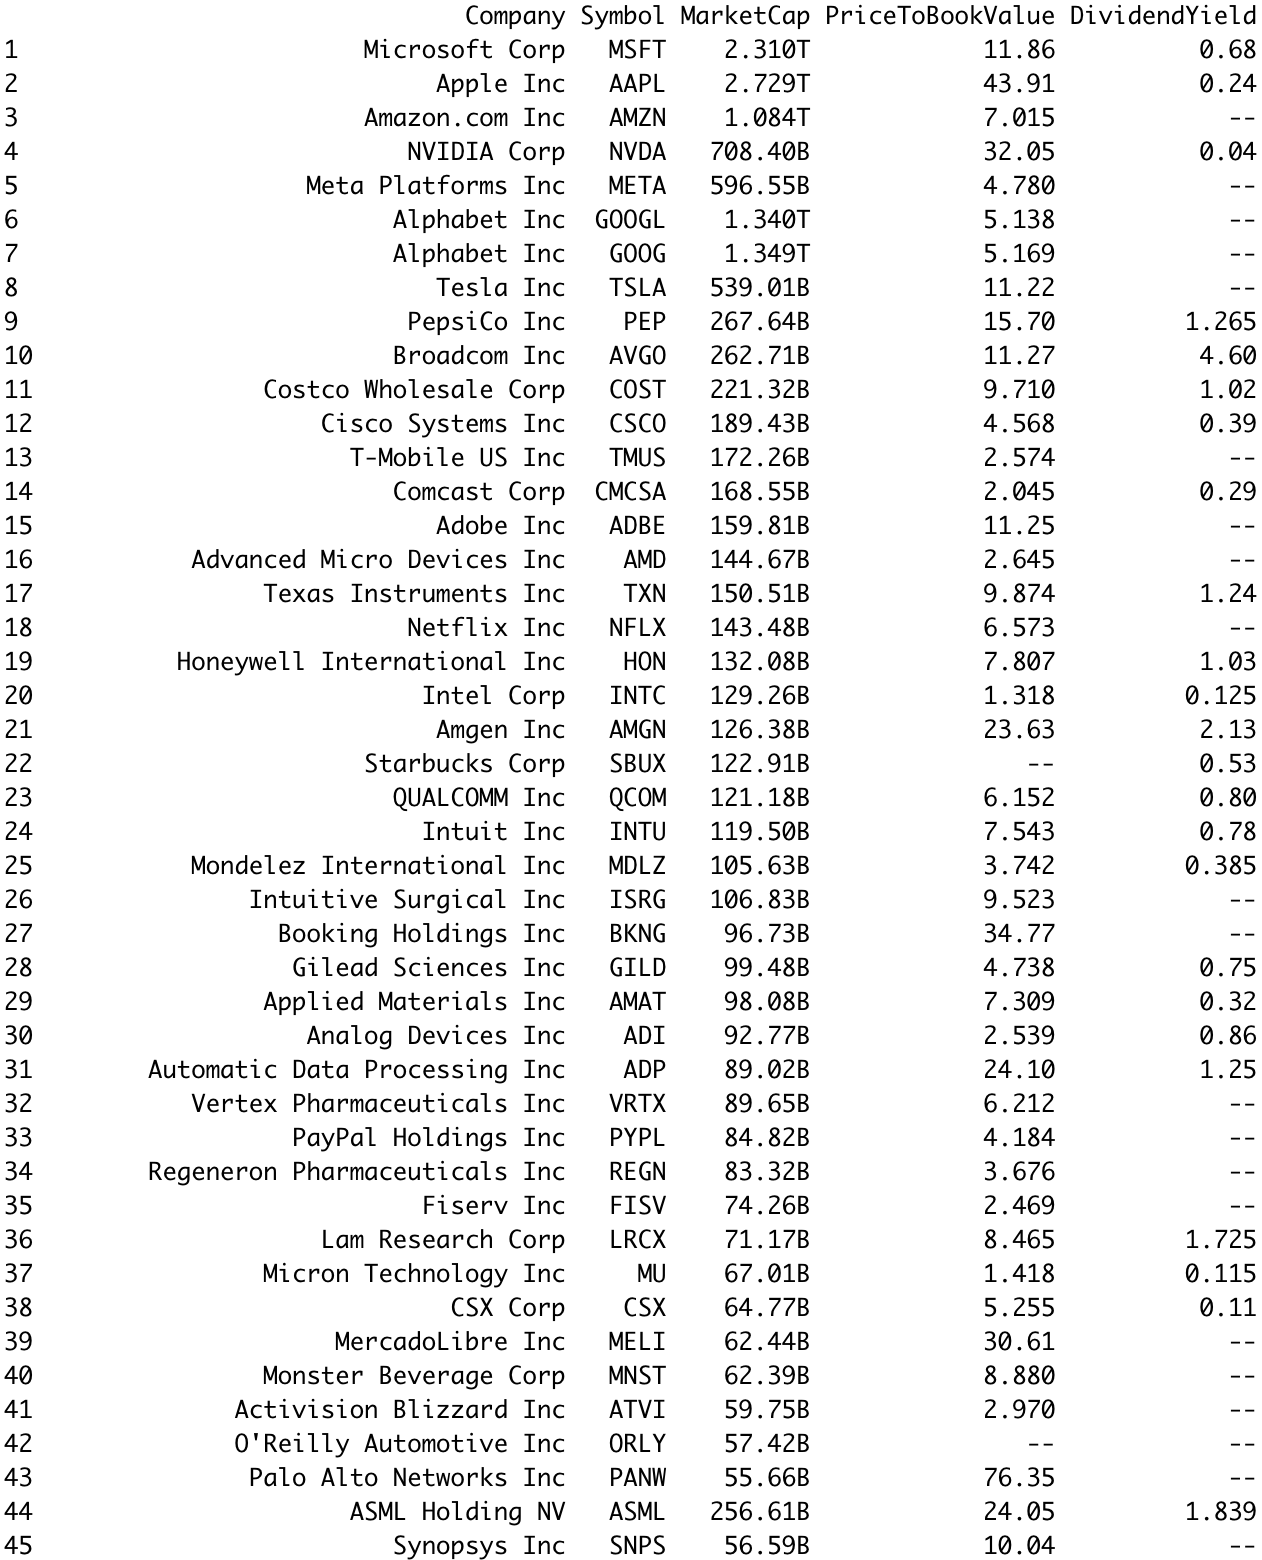 Company Symbol MarketCap PriceToBookValue DividendYield
1 Microsoft Corp MSFT 2.310T 11.86 0.68
2 Apple Inc AAPL 2.729T 43.91 0.24
3 Amazon.com Inc AMZN 1.084T 7.015 --
4 NVIDIA Corp NVDA 708.40B 32.05 0.04
5 Meta Platforms Inc META 596.55B 4.780 --
6 Alphabet Inc GOOGL 1.340T 5.138 --
7 Alphabet Inc GOOG 1.349T 5.169 --
8 Tesla Inc TSLA 539.01B 11.22 --
9 PepsiCo Inc PEP 267.64B 15.70 1.265
10 Broadcom Inc AVGO 262.71B 11.27 4.60
11 Costco Wholesale Corp COST 221.32B 9.710 1.02
12 Cisco Systems Inc CSCO 189.43B 4.568 0.39
13 T-Mobile US Inc TMUS 172.26B 2.574 --
14 Comcast Corp CMCSA 168.55B 2.045 0.29
15 Adobe Inc ADBE 159.81B 11.25 --
16 Advanced Micro Devices Inc AMD 144.67B 2.645 --
17 Texas Instruments Inc TXN 150.51B 9.874 1.24
18 Netflix Inc NFLX 143.48B 6.573 --
19 Honeywell International Inc HON 132.08B 7.807 1.03
20 Intel Corp INTC 129.26B 1.318 0.125
21 Amgen Inc AMGN 126.38B 23.63 2.13
22 Starbucks Corp SBUX 122.91B -- 0.53
23 QUALCOMM Inc QCOM 121.18B 6.152 0.80
24 Intuit Inc INTU 119.50B 7.543 0.78
25 Mondelez International Inc MDLZ 105.63B 3.742 0.385
26 Intuitive Surgical Inc ISRG 106.83B 9.523 --
27 Booking Holdings Inc BKNG 96.73B 34.77 --
28 Gilead Sciences Inc GILD 99.48B 4.738 0.75
29 Applied Materials Inc AMAT 98.08B 7.309 0.32
30 Analog Devices Inc ADI 92.77B 2.539 0.86
31 Automatic Data Processing Inc ADP 89.02B 24.10 1.25
32 Vertex Pharmaceuticals Inc VRTX 89.65B 6.212 --
33 PayPal Holdings Inc PYPL 84.82B 4.184 --
34 Regeneron Pharmaceuticals Inc REGN 83.32B 3.676 --
35 Fiserv Inc FISV 74.26B 2.469 --
36 Lam Research Corp LRCX 71.17B 8.465 1.725
37 Micron Technology Inc MU 67.01B 1.418 0.115
38 CSX Corp CSX 64.77B 5.255 0.11
39 MercadoLibre Inc MELI 62.44B 30.61 --
40 Monster Beverage Corp MNST 62.39B 8.880 --
41 Activision Blizzard Inc ATVI 59.75B 2.970 --
42 O'Reilly Automotive Inc ORLY 57.42B -- --
43 Palo Alto Networks Inc PANW 55.66B 76.35 --
44 ASML Holding NV ASML 256.61B 24.05 1.839
45 Synopsys Inc SNPS 56.59B 10.04 --